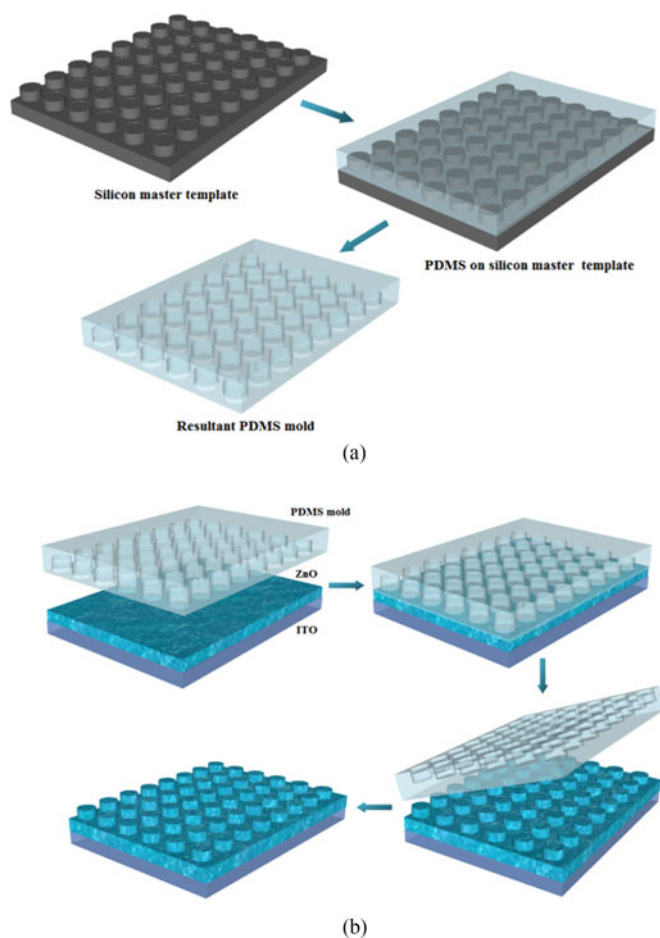 Silicon master template
PDMS on silicon master template
Resultant PDMS mold
(a)
PDMS mold
ZnO
ITO
(b)